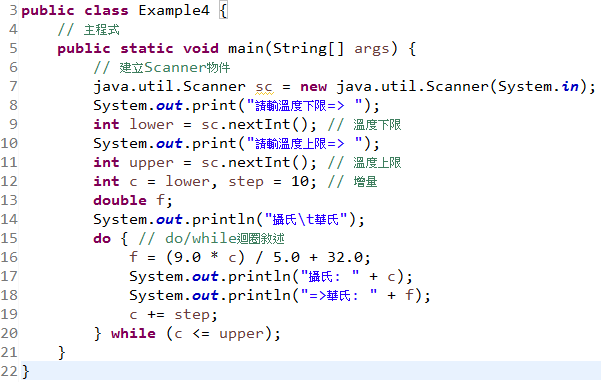 3 public class Example4 {
4     // 主程式
5     public static void main(String[] args) {
6         // 建立Scanner物件
7         java.util.Scanner sc = new java.util.Scanner(System.in);
8         System.out.print("請輸溫度下限=> ");
9         int lower = sc.nextInt(); // 溫度下限
10         System.out.print("請輸溫度上限=> ");
11         int upper = sc.nextInt(); // 溫度上限
12         int c = lower, step = 10; // 增量
13         double f;
14         System.out.println("攝氏\t華氏");
15         do { // do/while迴圈敘述
16             f = (9.0 * c) / 5.0 + 32.0;
17             System.out.println("攝氏: " + c);
18             System.out.println("=>華氏: " + f);
19             c += step;
20         } while (c <= upper);
21     }
22 }